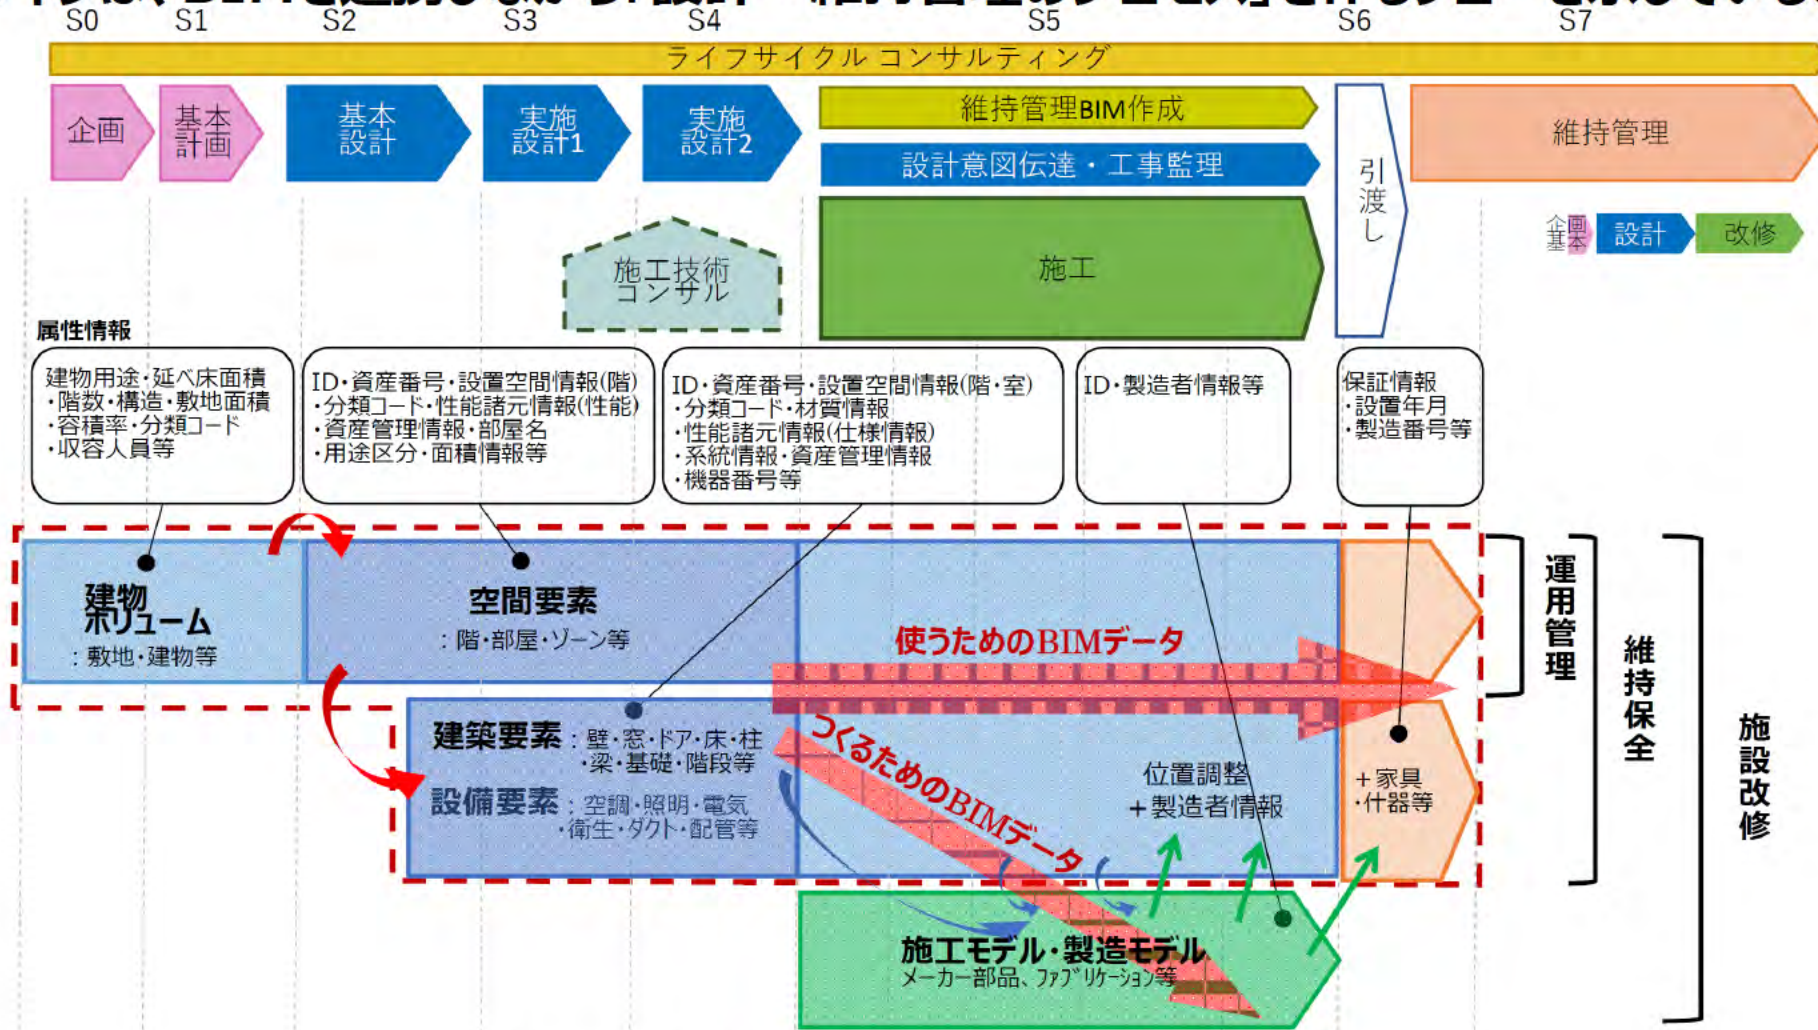 S0 S1 S2 S3 S4 S5 S6 S7
ライフサイクル コンサルティング
企画
基本
計画
基本
設計
実施
設計1
実施
設計2
維持管理BIM作成
設計意図伝達・工事監理
施工技術
コンサル
施工
引渡し
維持管理
企画
基本
設計
改修
属性情報
建物用途・延べ床面積
・階数・構造・敷地面積
・容積率・分類コード
・収容人員等
ID・資産番号・設置空間情報(階)
・分類コード・性能諸元情報(性能)
・資産管理情報・部屋名
・用途区分・面積情報等
ID・資産番号・設置空間情報(階・室)
・分類コード・材質情報
・性能諸元情報(仕様情報)
・系統情報・資産管理情報
・機器番号等
ID・製造者情報等
保証情報
・設置年月
・製造番号等
建物
ボリューム
：敷地・建物等
空間要素
：階・部屋・ゾーン等
使うためのBIMデータ
建築要素：壁・窓・ドア・床・柱
・梁・基礎・階段等
設備要素：空調・照明・電気
・衛生・ダクト・配管等
つくるためのBIMデータ
位置調整
＋製造者情報
＋家具
・什器等
施工モデル・製造モデル
メーカー部品、ファブリケーション等
運用管理
維持保全
施設改修